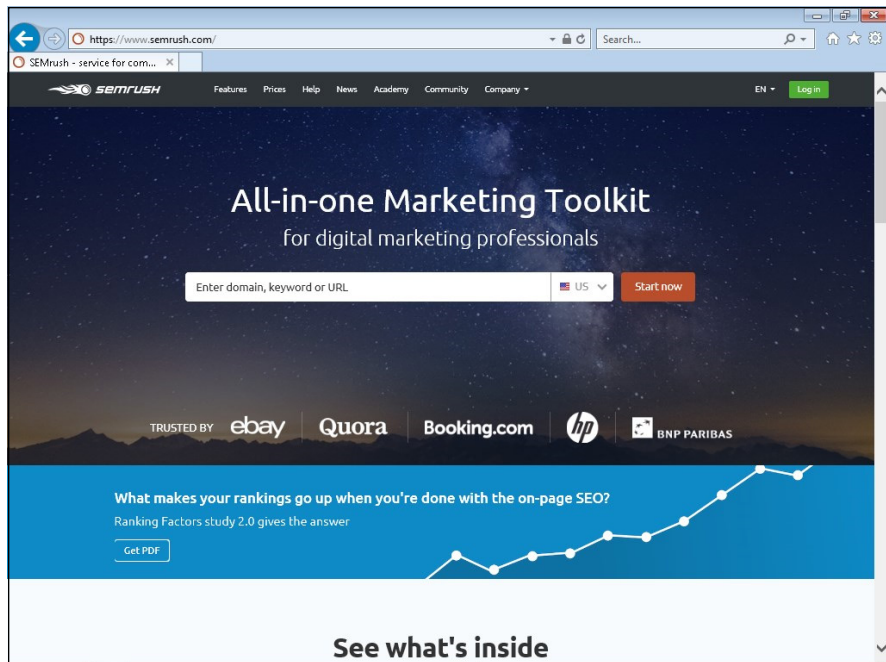 https://www.semrush.com/
Search...
SEMrush - service for com...
semrush
Features Prices Help News Academy Community Company
EN
Log in
All-in-one Marketing Toolkit
for digital marketing professionals
Enter domain, keyword or URL
US
Start now
TRUSTED BY ebay Quora Booking.com hp BNP PARIBAS
What makes your rankings go up when you're done with the on-page SEO?
Ranking Factors study 2.0 gives the answer
Get PDF
See what's inside